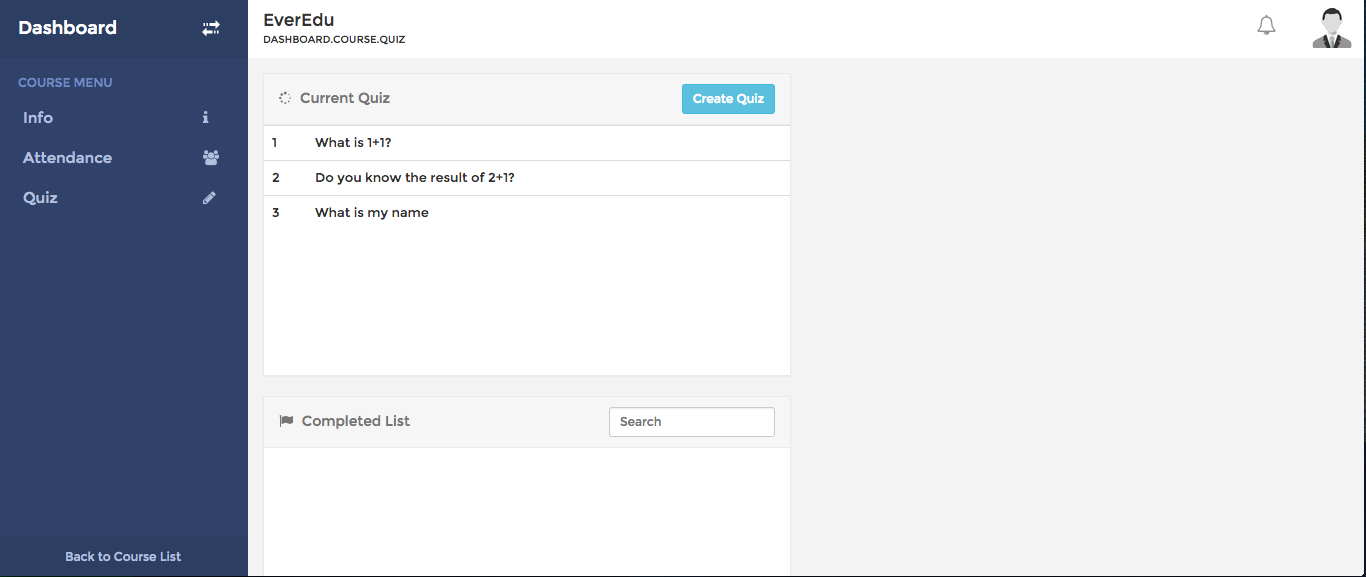 Dashboard
COURSE MENU
Info
Attendance
Quiz
Back to Course List
EverEdu
DASHBOARD.COURSE.QUIZ
Current Quiz
Create Quiz
1 What is 1+1?
2 Do you know the result of 2+1?
3 What is my name
Completed List
Search